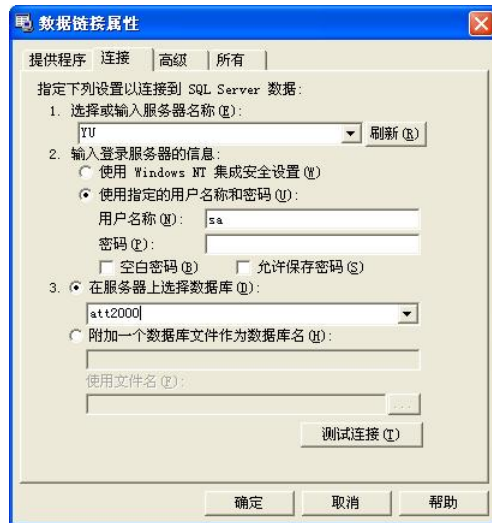 数据链接属性
提供程序 连接 高级 所有
指定下列设置以连接到 SQL Server 数据:
1. 选择或输入服务器名称(E):
YU 刷新(R)
2. 输入登录服务器的信息:
使用 Windows NT 集成安全设置(W)
使用指定的用户名称和密码(U):
用户名称(N): sa
密码(P):
空白密码(B) 允许保存密码(S)
3. 在服务器上选择数据库(D):
att2000
附加一个数据库文件作为数据库名(H):
使用文件名(F):
...
测试连接(T)
确定 取消 帮助